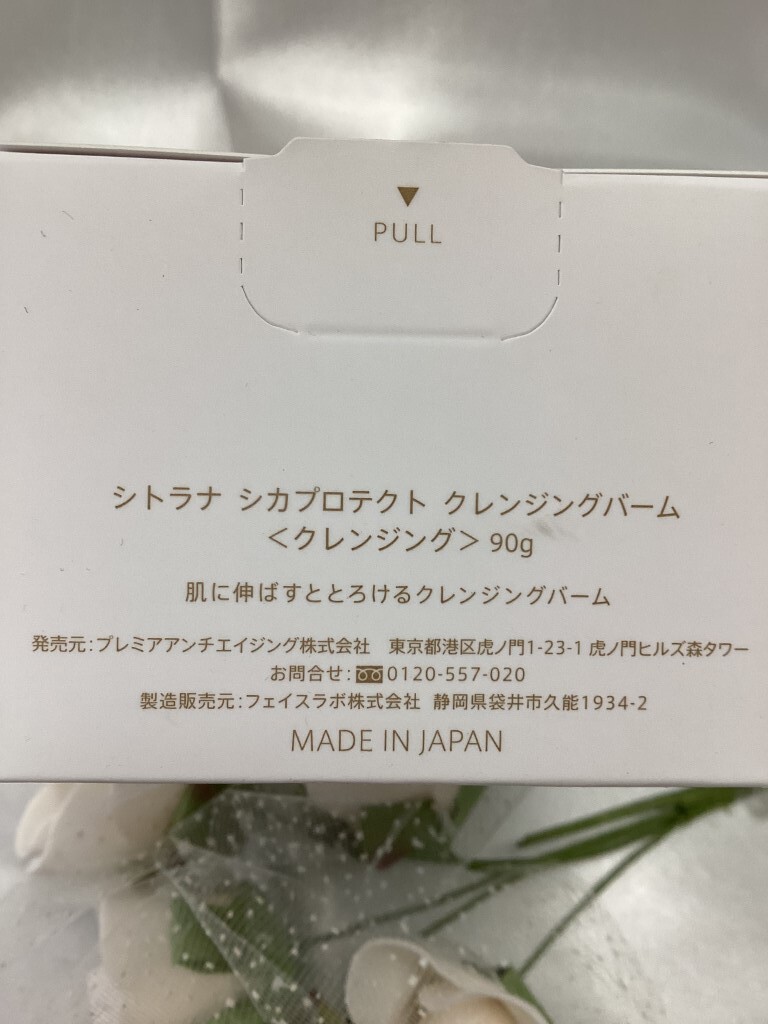 ▼
PULL
シトラナ シカプロテクト クレンジングバーム
＜クレンジング＞ 90g
肌に伸ばすととろけるクレンジングバーム
発売元:プレミアアンチエイジング株式会社 東京都港区虎ノ門1-23-1 虎ノ門ヒルズ森タワー
お問合せ:0120-557-020
製造販売元:フェイスラボ株式会社 静岡県袋井市久能1934-2
MADE IN JAPAN